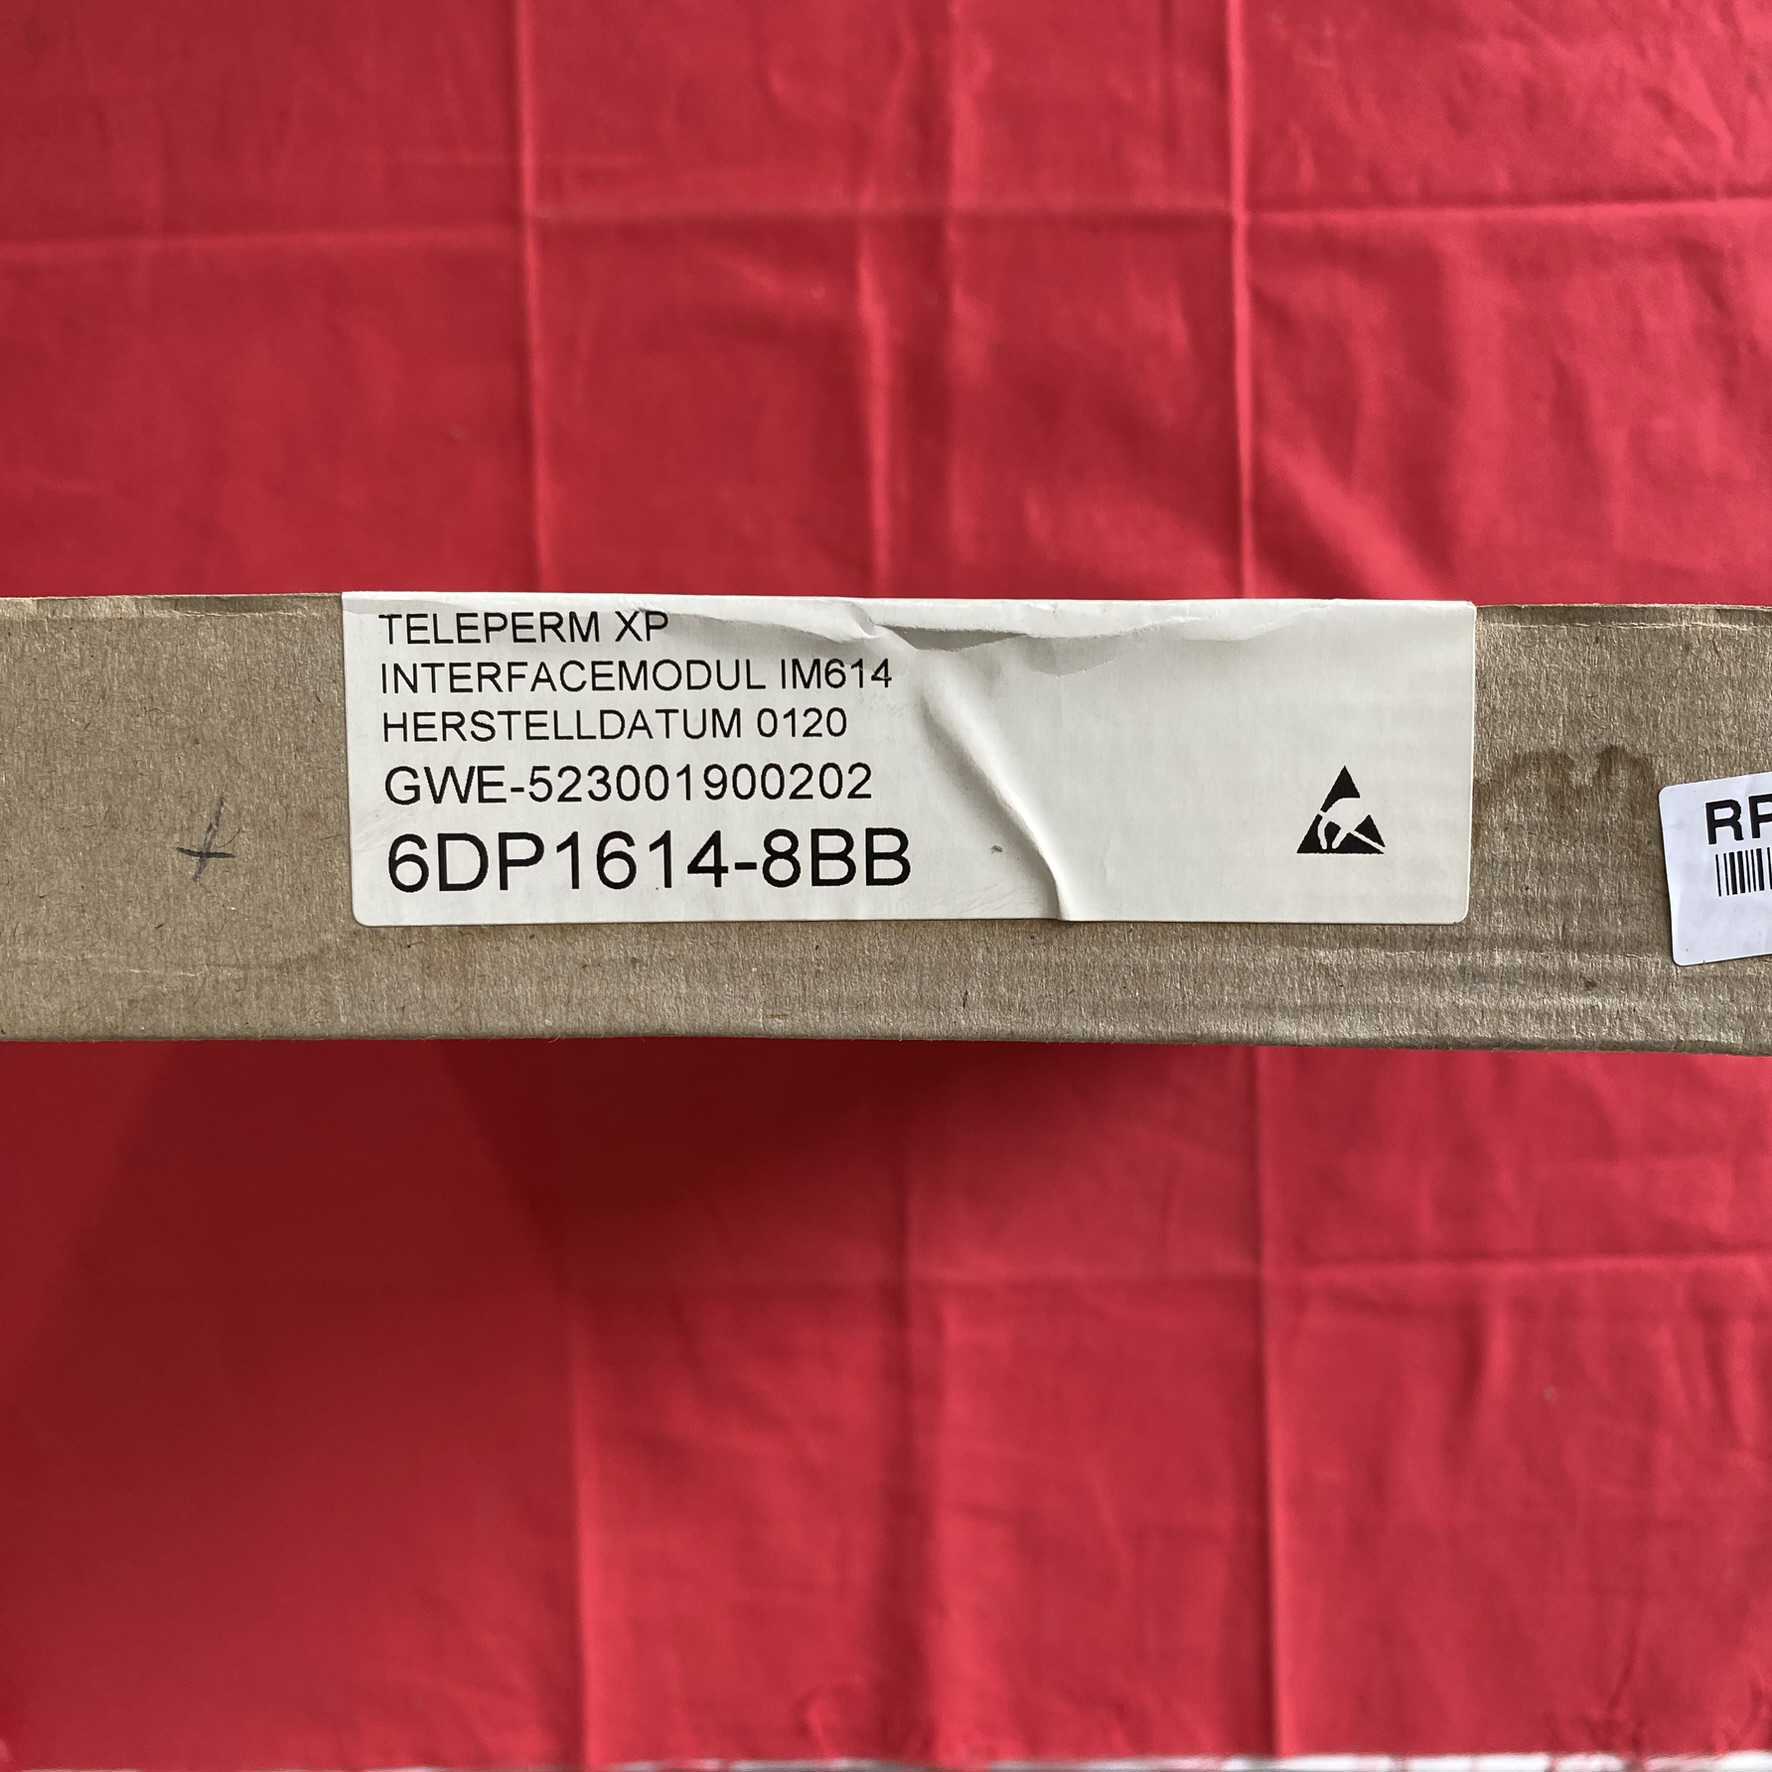 TELEPERM XP
INTERFACEMODUL IM614
HERSTELLDATUM 0120
GWE-523001900202
6DP1614-8BB
RP